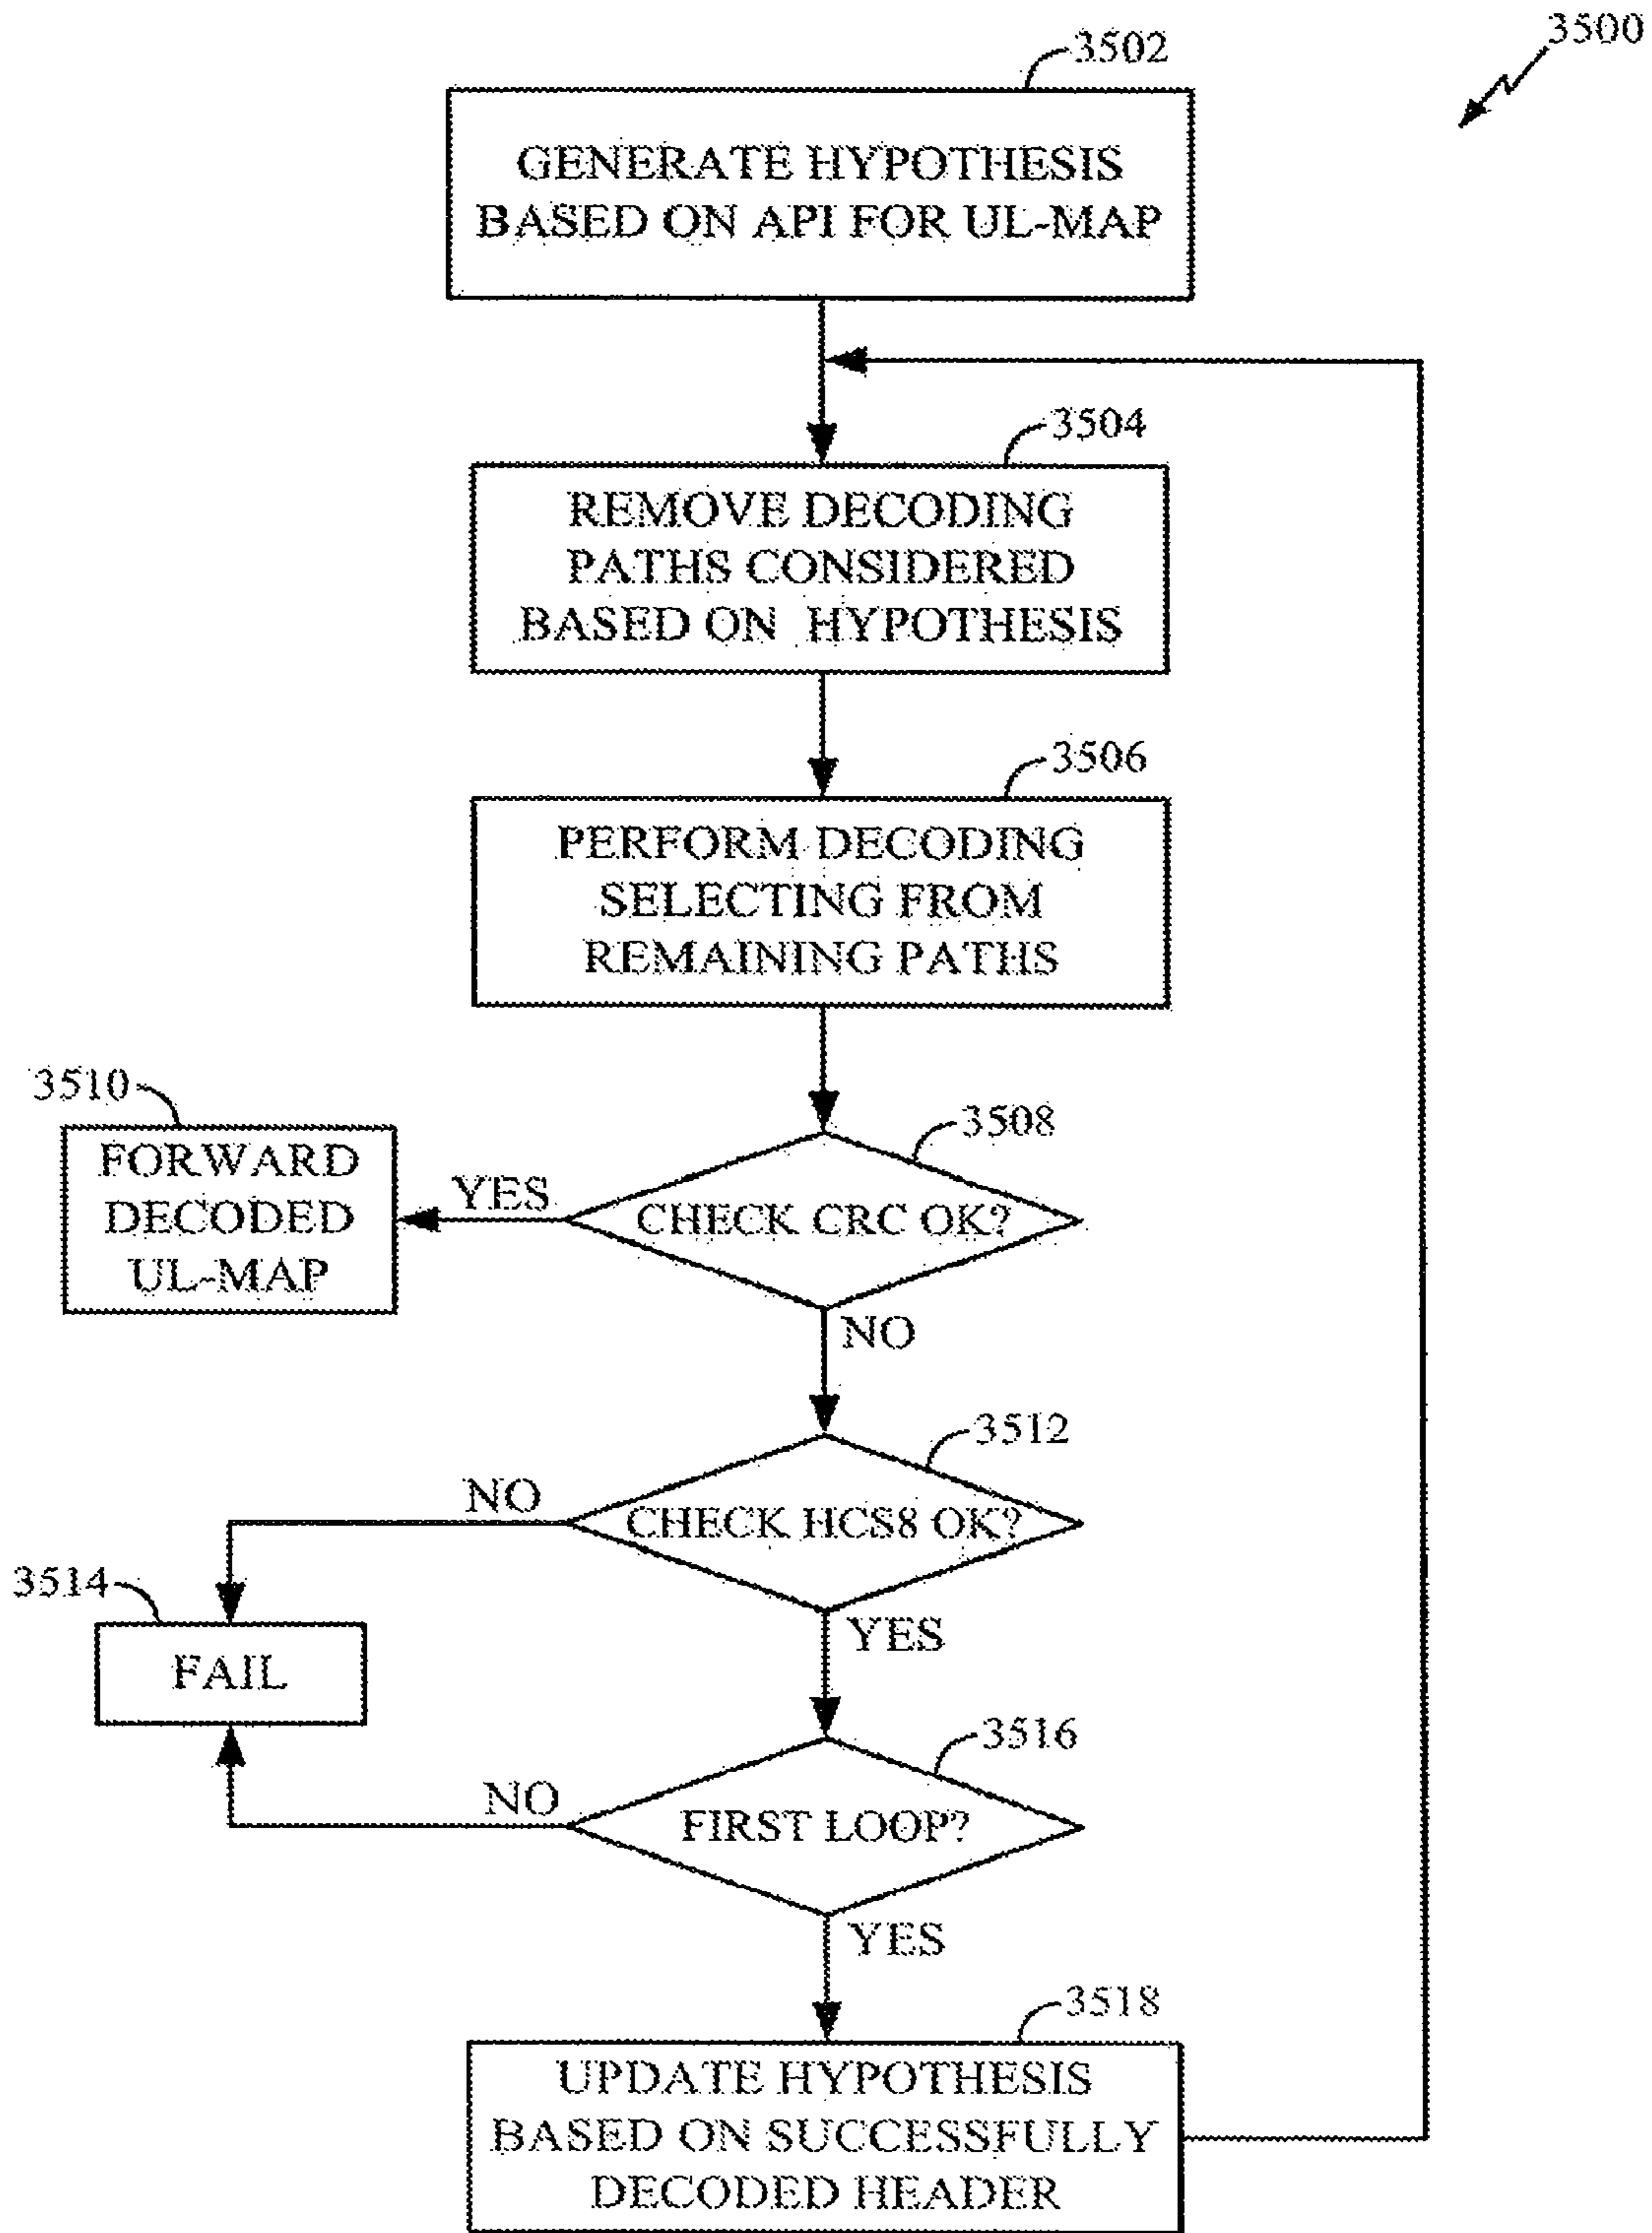 3500
3502
GENERATE HYPOTHESIS
BASED ON API FOR UL-MAP
3504
REMOVE DECODING
PATHS CONSIDERED
BASED ON HYPOTHESIS
3506
PERFORM DECODING
SELECTING FROM
REMAINING PATHS
3508
CHECK CRC OK?
YES
3510
FORWARD
DECODED
UL-MAP
NO
3512
CHECK HCS8 OK?
NO
3514
FAIL
YES
3516
FIRST LOOP?
NO
YES
3518
UPDATE HYPOTHESIS
BASED ON SUCCESSFULLY
DECODED HEADER